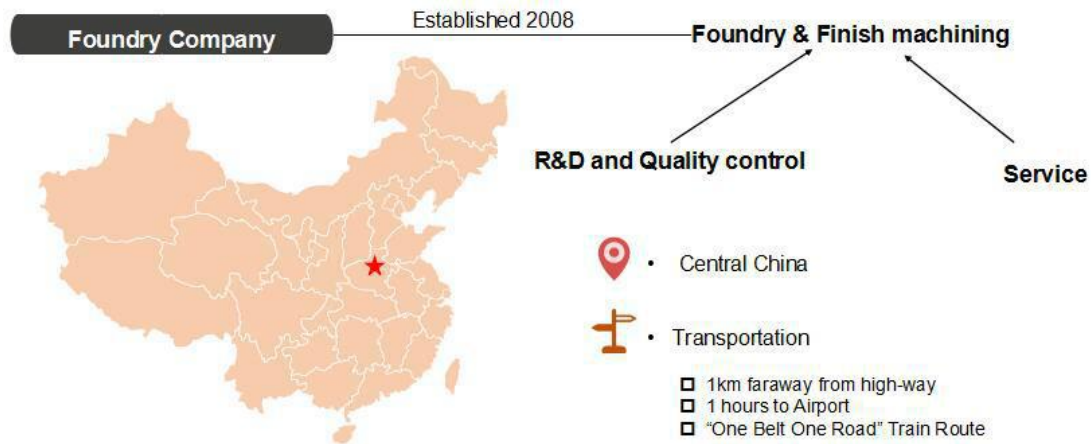 Established 2008
Foundry Company
Foundry & Finish machining
R&D and Quality control
Service
• Central China
• Transportation
1km faraway from high-way
1 hours to Airport
“One Belt One Road” Train Route